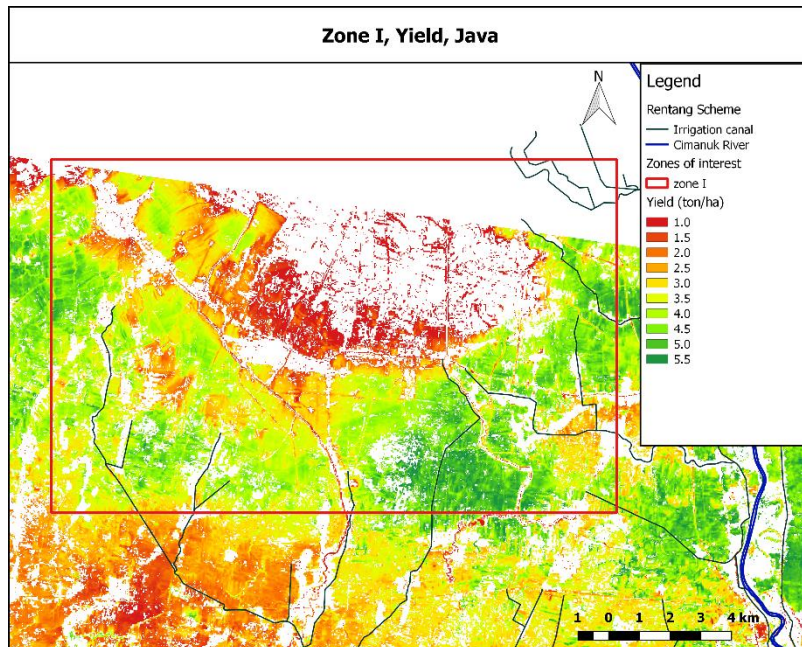 Zone I, Yield, Java
N
Legend
Rentang Scheme
Irrigation canal
Cimanuk River
Zones of interest
zone I
Yield (ton/ha)
1.0
1.5
2.0
2.5
3.0
3.5
4.0
4.5
5.0
5.5
1 0 1 2 3 4 km